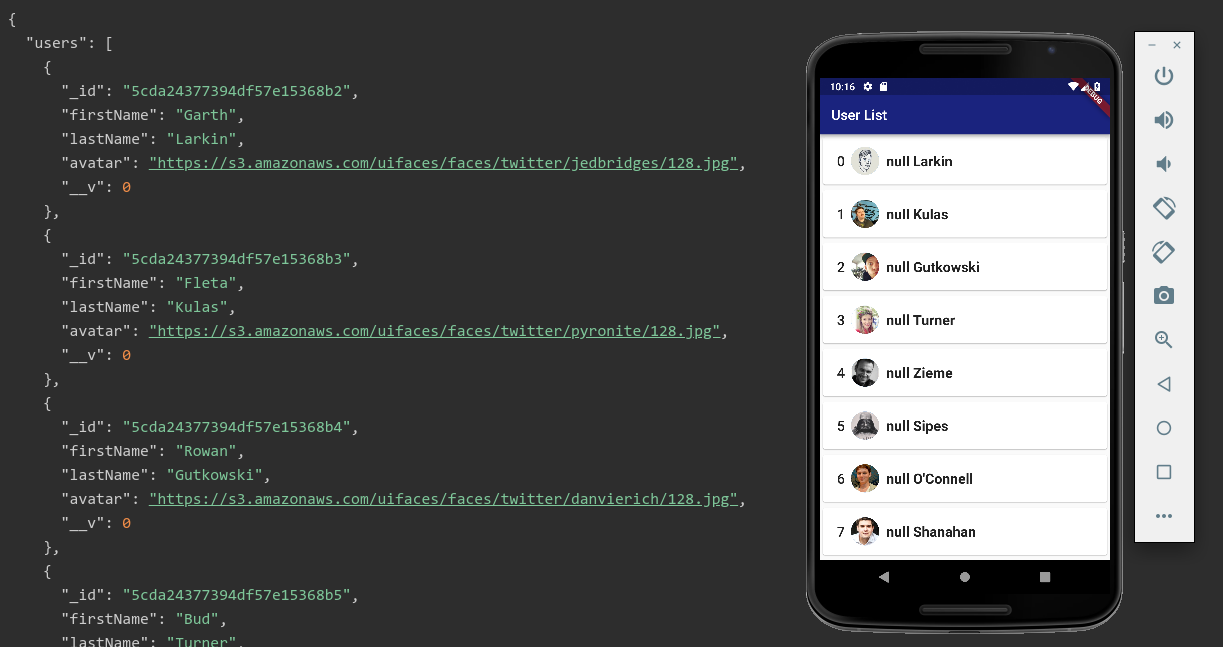 {
"users": [
{
"_id": "5cda24377394df57e15368b2",
"firstName": "Garth",
"lastName": "Larkin",
"avatar": "https://s3.amazonaws.com/uifaces/faces/twitter/jedbridges/128.jpg",
"__v": 0
},
{
"_id": "5cda24377394df57e15368b3",
"firstName": "Fleta",
"lastName": "Kulas",
"avatar": "https://s3.amazonaws.com/uifaces/faces/twitter/pyronite/128.jpg",
"__v": 0
},
{
"_id": "5cda24377394df57e15368b4",
"firstName": "Rowan",
"lastName": "Gutkowski",
"avatar": "https://s3.amazonaws.com/uifaces/faces/twitter/danvierich/128.jpg",
"__v": 0
},
{
"_id": "5cda24377394df57e15368b5",
"firstName": "Bud",
"lastName": "Turner",
10:16
DEBUG
User List
0 null Larkin
1 null Kulas
2 null Gutkowski
3 null Turner
4 null Zieme
5 null Sipes
6 null O'Connell
7 null Shanahan